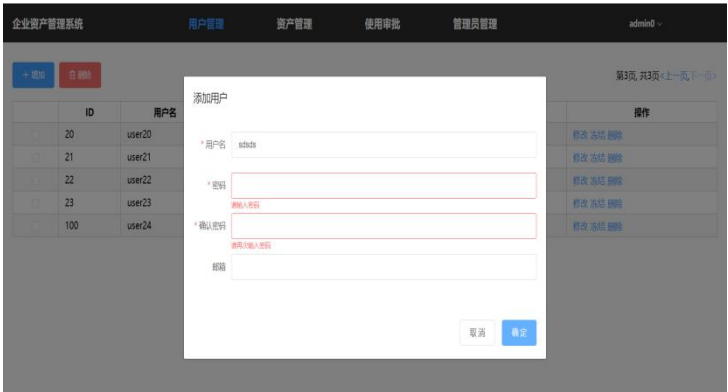 企业资产管理系统 用户管理 资产管理 使用审批 管理员管理 admin0
+ 增加 删除 第3页, 共3页<上一页,下一页>
添加用户
ID 用户名 操作
* 用户名 sdsds
20 user20 修改 冻结 删除
21 user21 修改 冻结 删除
* 密码
22 user22 修改 冻结 删除
请输入密码
23 user23 修改 冻结 删除
* 确认密码
100 user24 修改 冻结 删除
请再次输入密码
邮箱
取消 确定